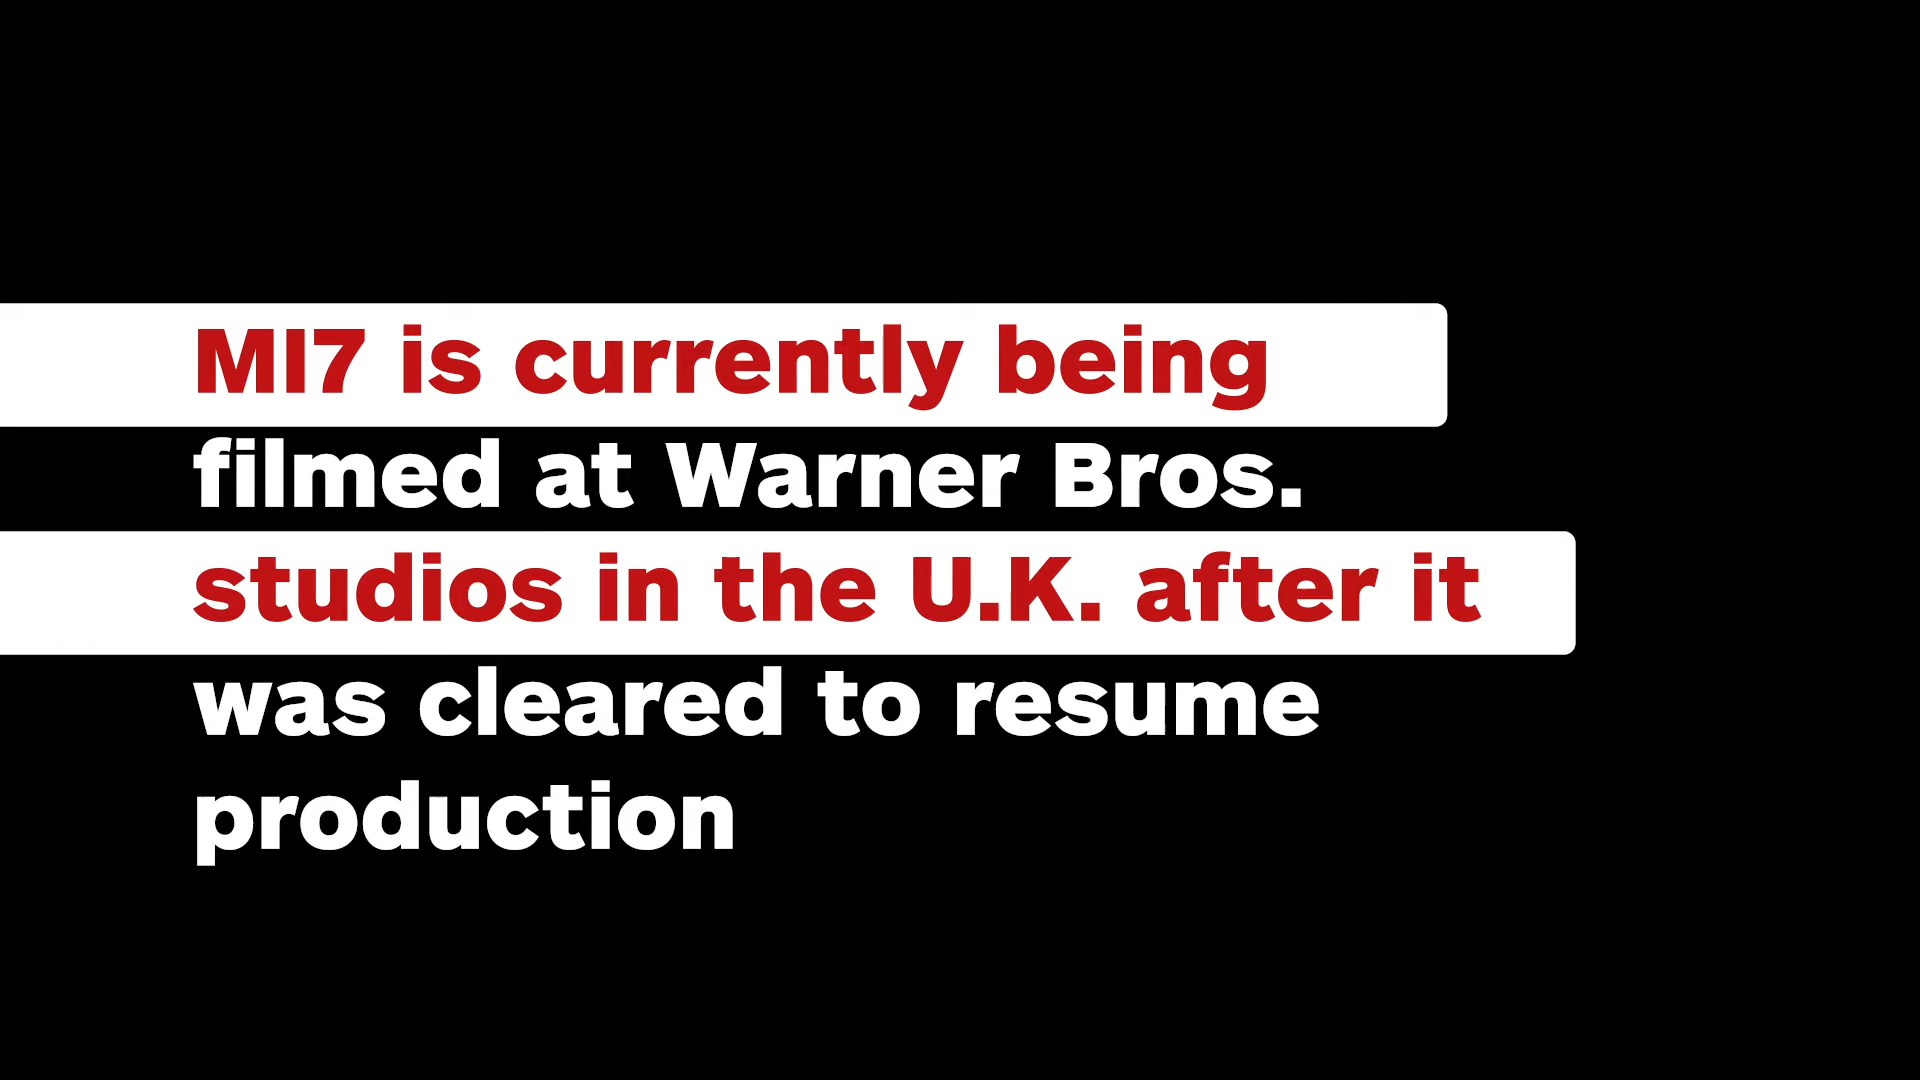 MI7 is currently being
filmed at Warner Bros.
studios in the U.K. after it
was cleared to resume
production